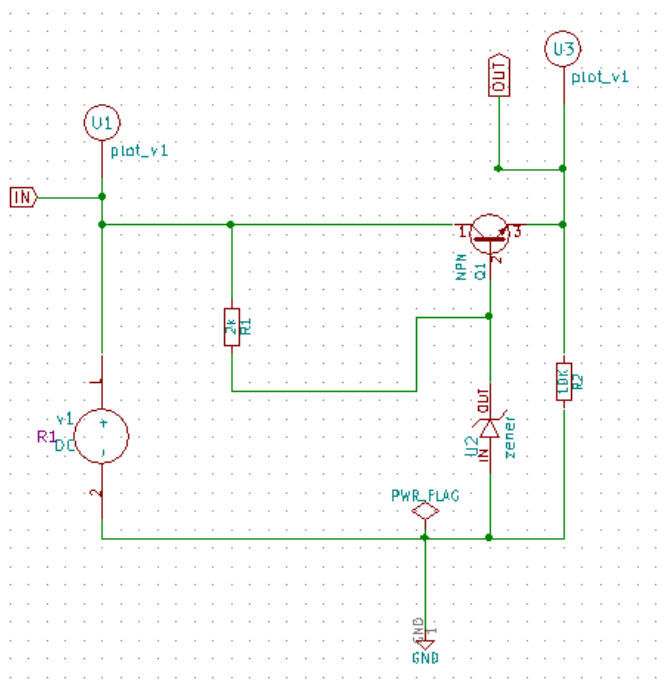 U3
plot_v1
OUT
U1
plot_v1
IN
1
3
2
NPN
Q1
2k
R1
10K
R2
OUT
U2
IN
zener
1
v1
R1
DC
+
-
2
PWR_FLAG
GND
1
GND